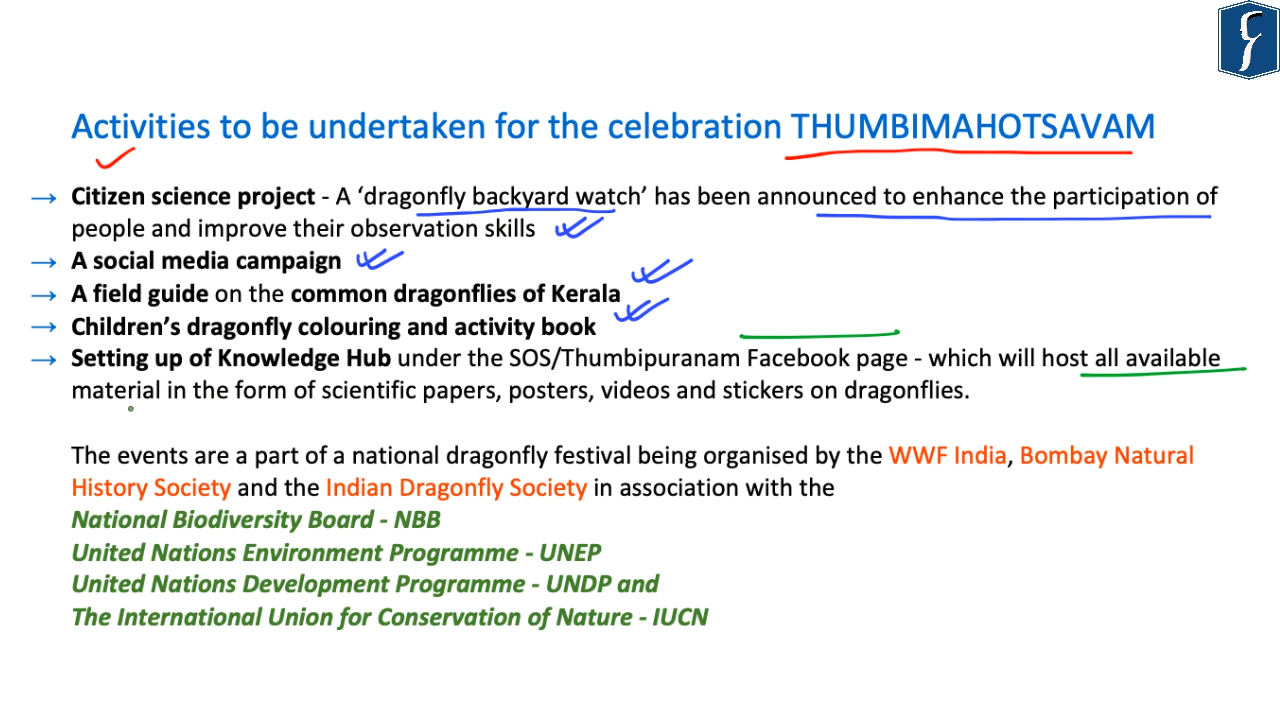 Activities to be undertaken for the celebration THUMBIMAHOTSAVAM
→ Citizen science project - A ‘dragonfly backyard watch’ has been announced to enhance the participation of
people and improve their observation skills
→ A social media campaign
→ A field guide on the common dragonflies of Kerala
→ Children’s dragonfly colouring and activity book
→ Setting up of Knowledge Hub under the SOS/Thumbipuranam Facebook page - which will host all available
material in the form of scientific papers, posters, videos and stickers on dragonflies.
The events are a part of a national dragonfly festival being organised by the WWF India, Bombay Natural
History Society and the Indian Dragonfly Society in association with the
National Biodiversity Board - NBB
United Nations Environment Programme - UNEP
United Nations Development Programme - UNDP and
The International Union for Conservation of Nature - IUCN